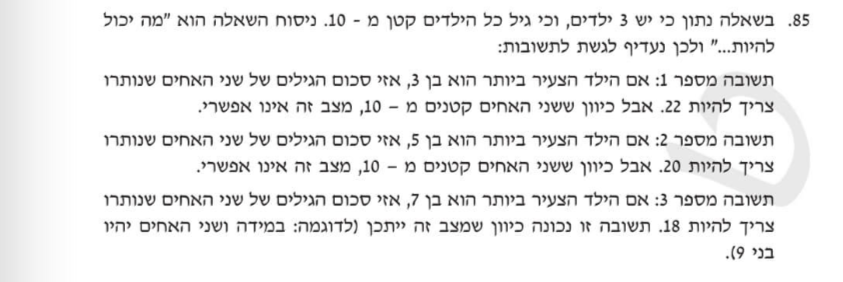 85. בשאלה נתון כי יש 3 ילדים, וכי גיל כל הילדים קטן מ - 10. ניסוח השאלה הוא "מה יכול
להיות..." ולכן נעדיף לגשת לתשובות:
תשובה מספר 1: אם הילד הצעיר ביותר הוא בן 3, אזי סכום הגילים של שני האחים שנותרו
צריך להיות 22. אבל כיוון ששני האחים קטנים מ – 10, מצב זה אינו אפשרי.
תשובה מספר 2: אם הילד הצעיר ביותר הוא בן 5, אזי סכום הגילים של שני האחים שנותרו
צריך להיות 20. אבל כיוון ששני האחים קטנים מ – 10, מצב זה אינו אפשרי.
תשובה מספר 3: אם הילד הצעיר ביותר הוא בן 7, אזי סכום הגילים של שני האחים שנותרו
צריך להיות 18. תשובה זו נכונה כיוון שמצב זה ייתכן (לדוגמה: במידה ושני האחים יהיו
בני 9).